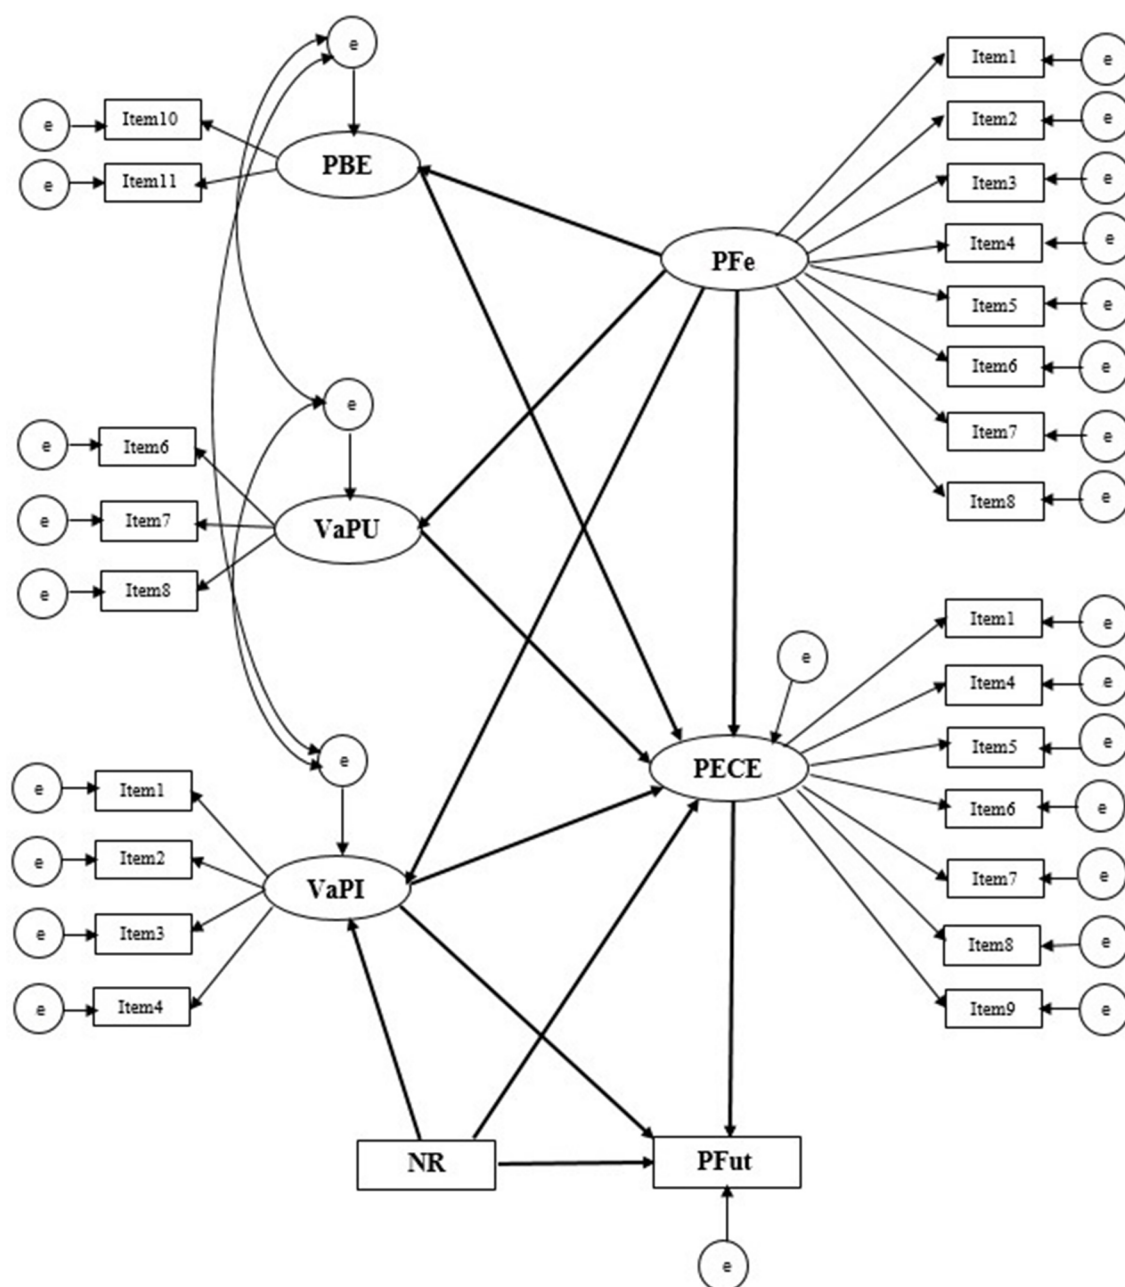 e
e Item10
PBE
e Item11
PFe
Item1 e
Item2 e
Item3 e
Item4 e
Item5 e
Item6 e
Item7 e
Item8 e
e
e Item6
e Item7
VaPU
e Item8
e
Item1 e
Item4 e
Item5 e
PECE
Item6 e
Item7 e
Item8 e
Item9 e
e
e Item1
e Item2
VaPI
e Item3
e Item4
NR
PFut
e